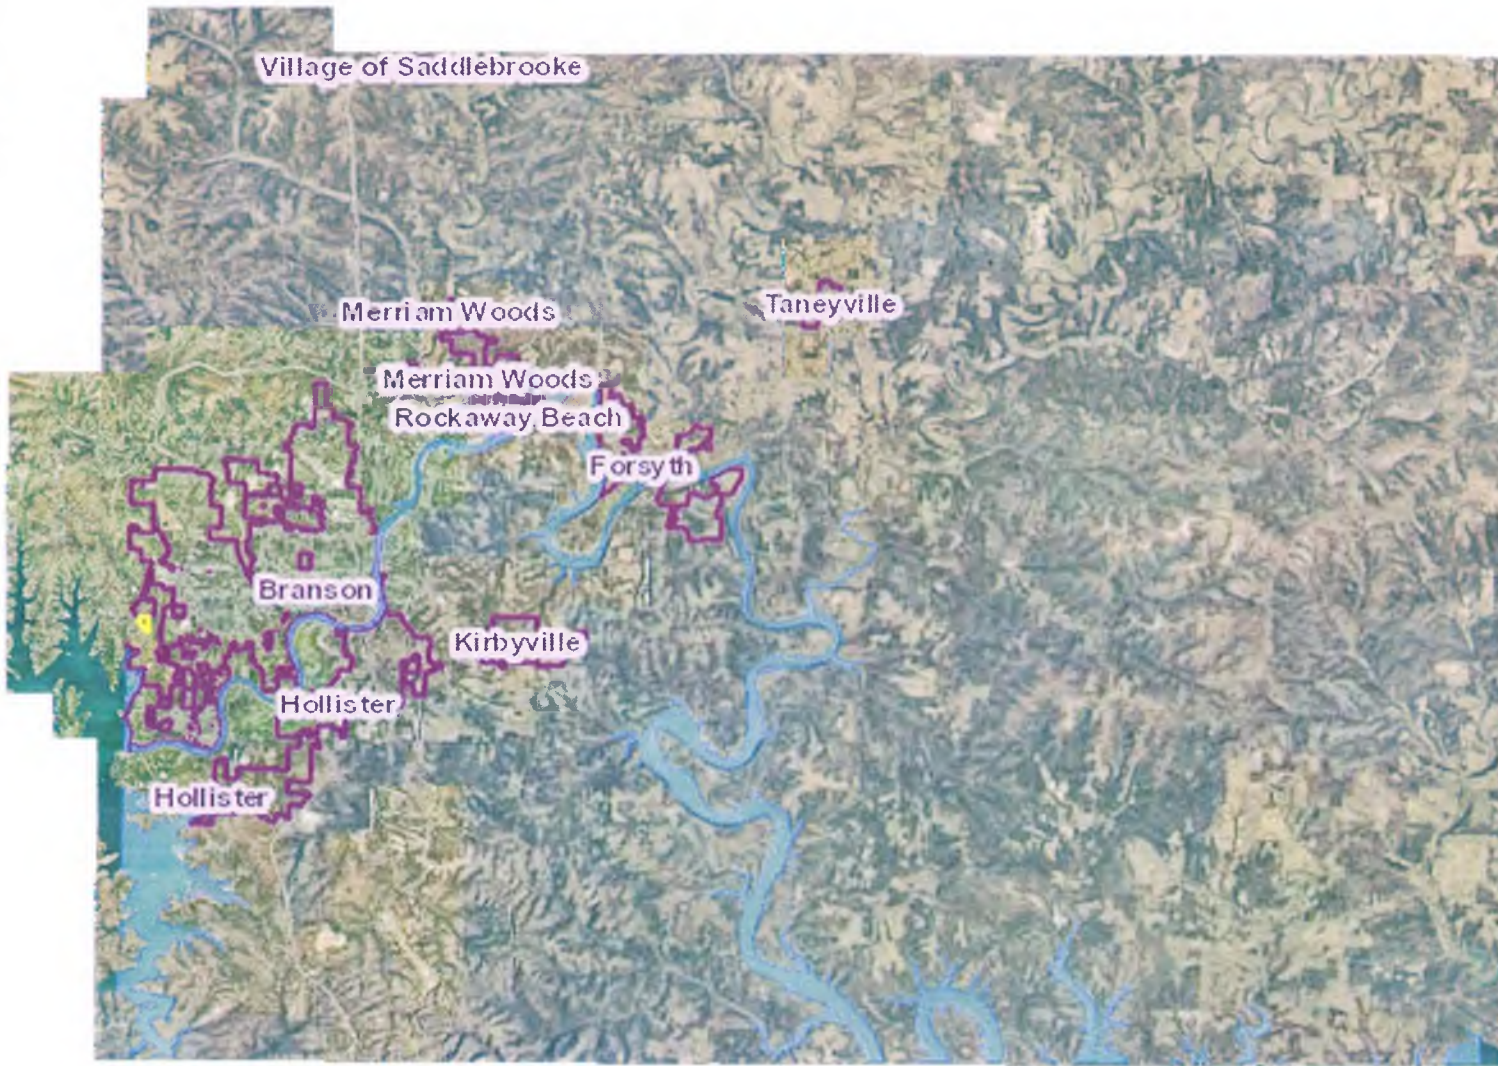 Village of Saddlebrooke
Merriam Woods
Taneyville
Merriam Woods
Rockaway Beach
Forsyth
Branson
Kirbyville
Hollister
Hollister